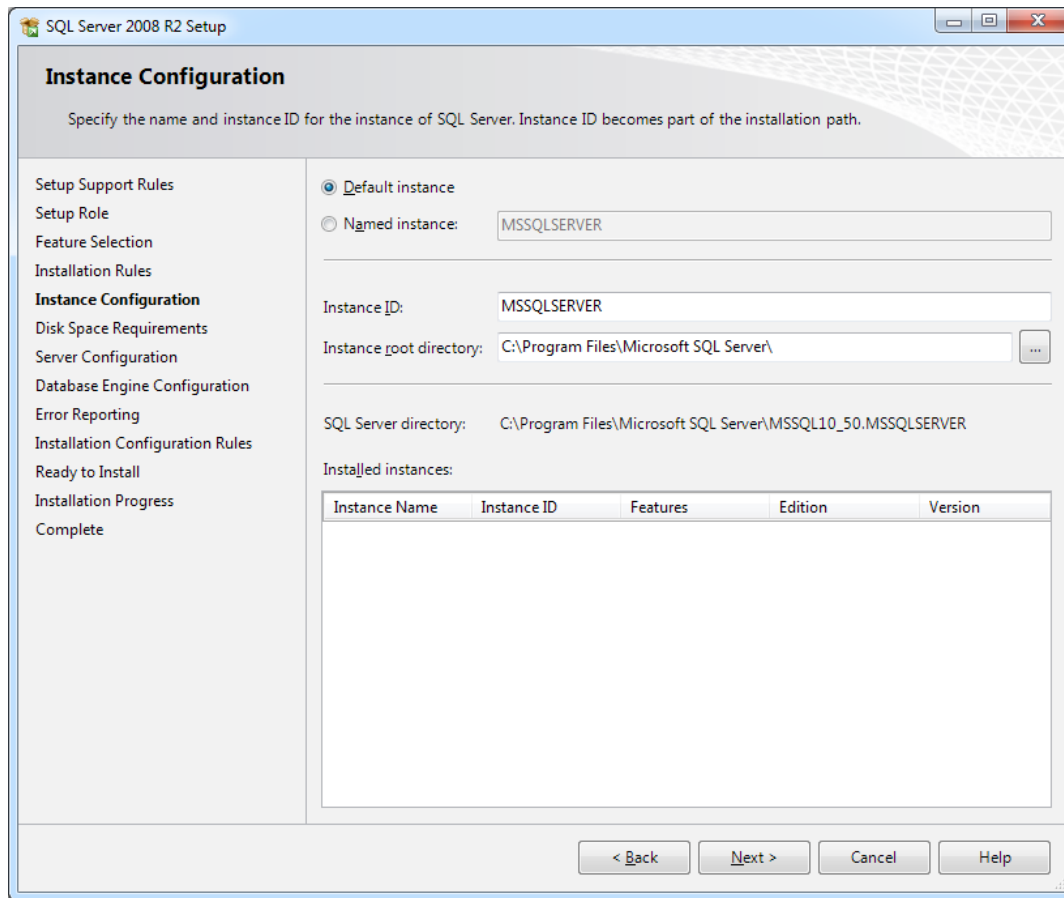 SQL Server 2008 R2 Setup
Instance Configuration
Specify the name and instance ID for the instance of SQL Server. Instance ID becomes part of the installation path.
Setup Support Rules
Setup Role
Feature Selection
Installation Rules
Instance Configuration
Disk Space Requirements
Server Configuration
Database Engine Configuration
Error Reporting
Installation Configuration Rules
Ready to Install
Installation Progress
Complete
Default instance
Named instance: MSSQLSERVER
Instance ID: MSSQLSERVER
Instance root directory: C:\Program Files\Microsoft SQL Server\ ...
SQL Server directory: C:\Program Files\Microsoft SQL Server\MSSQL10_50.MSSQLSERVER
Installed instances:
Instance Name Instance ID Features Edition Version
< Back Next > Cancel Help